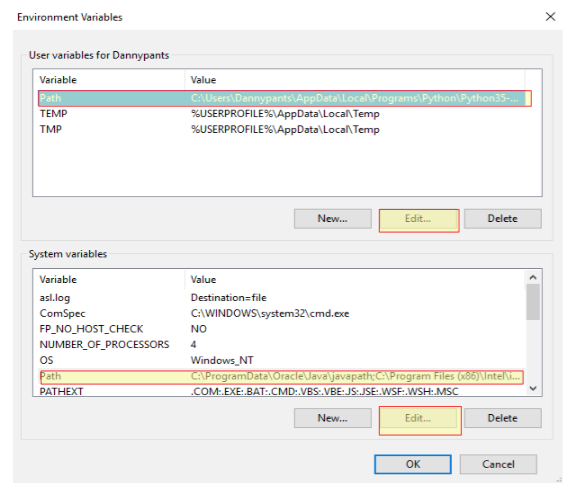 Environment Variables
User variables for Dannypants
Variable Value
Path C:\Users\Dannypants\AppData\Local\Programs\Python\Python35-...
TEMP %USERPROFILE%\AppData\Local\Temp
TMP %USERPROFILE%\AppData\Local\Temp
New... Edit... Delete
System variables
Variable Value
asl.log Destination=file
ComSpec C:\WINDOWS\system32\cmd.exe
FP_NO_HOST_CHECK NO
NUMBER_OF_PROCESSORS 4
OS Windows_NT
Path C:\ProgramData\Oracle\Java\javapath;C:\Program Files (x86)\Intel\i...
PATHEXT .COM;.EXE;.BAT;.CMD;.VBS;.VBE;.JS;.JSE;.WSF;.WSH;.MSC
New... Edit... Delete
OK Cancel